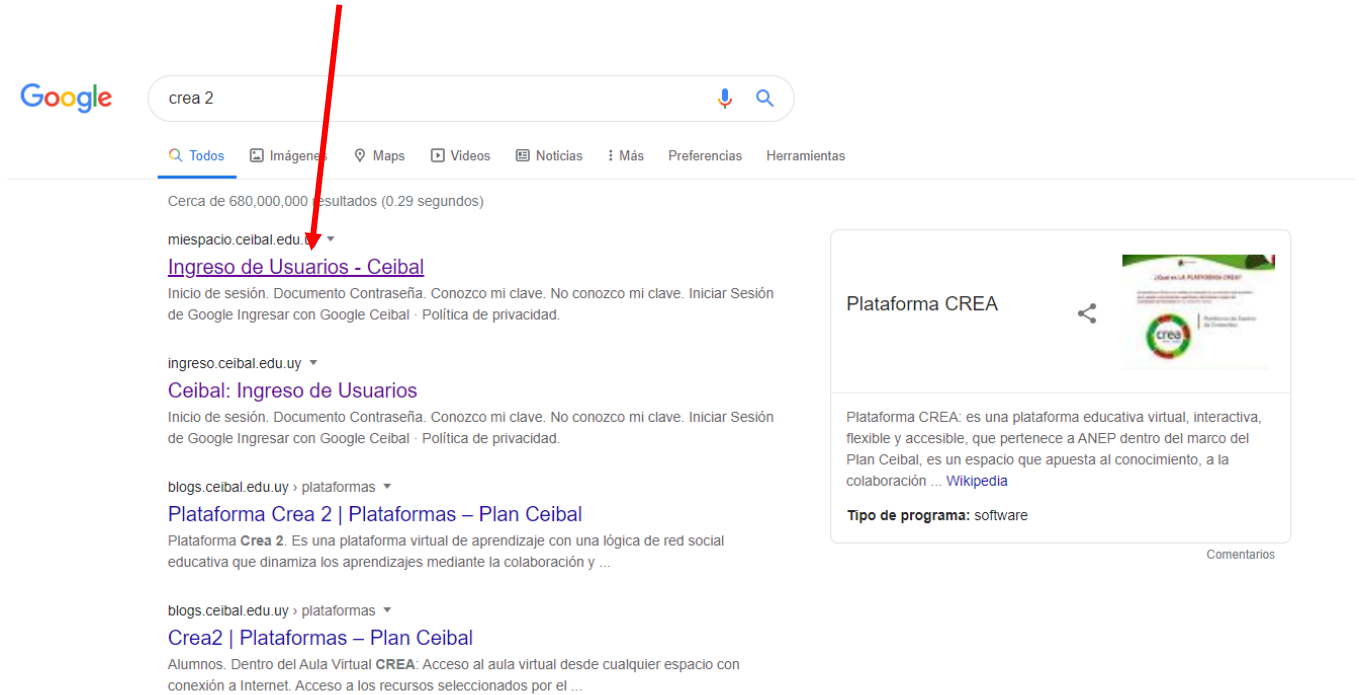 Google
crea 2
Todos Imágenes Maps Videos Noticias Más Preferencias Herramientas
Cerca de 680,000,000 resultados (0.29 segundos)
miespacio.ceibal.edu.uy
Ingreso de Usuarios - Ceibal
Inicio de sesión. Documento Contraseña. Conozco mi clave. No conozco mi clave. Iniciar Sesión
de Google Ingresar con Google Ceibal · Política de privacidad.
ingreso.ceibal.edu.uy
Ceibal: Ingreso de Usuarios
Inicio de sesión. Documento Contraseña. Conozco mi clave. No conozco mi clave. Iniciar Sesión
de Google Ingresar con Google Ceibal · Política de privacidad.
blogs.ceibal.edu.uy › plataformas
Plataforma Crea 2 | Plataformas – Plan Ceibal
Plataforma Crea 2. Es una plataforma virtual de aprendizaje con una lógica de red social
educativa que dinamiza los aprendizajes mediante la colaboración y ...
blogs.ceibal.edu.uy › plataformas
Crea2 | Plataformas – Plan Ceibal
Alumnos. Dentro del Aula Virtual CREA: Acceso al aula virtual desde cualquier espacio con
conexión a Internet. Acceso a los recursos seleccionados por el ...
Plataforma CREA
¿Qué es LA PLATAFORMA CREA?
crea
Plataforma CREA: es una plataforma educativa virtual, interactiva,
flexible y accesible, que pertenece a ANEP dentro del marco del
Plan Ceibal, es un espacio que apuesta al conocimiento, a la
colaboración ... Wikipedia
Tipo de programa: software
Comentarios